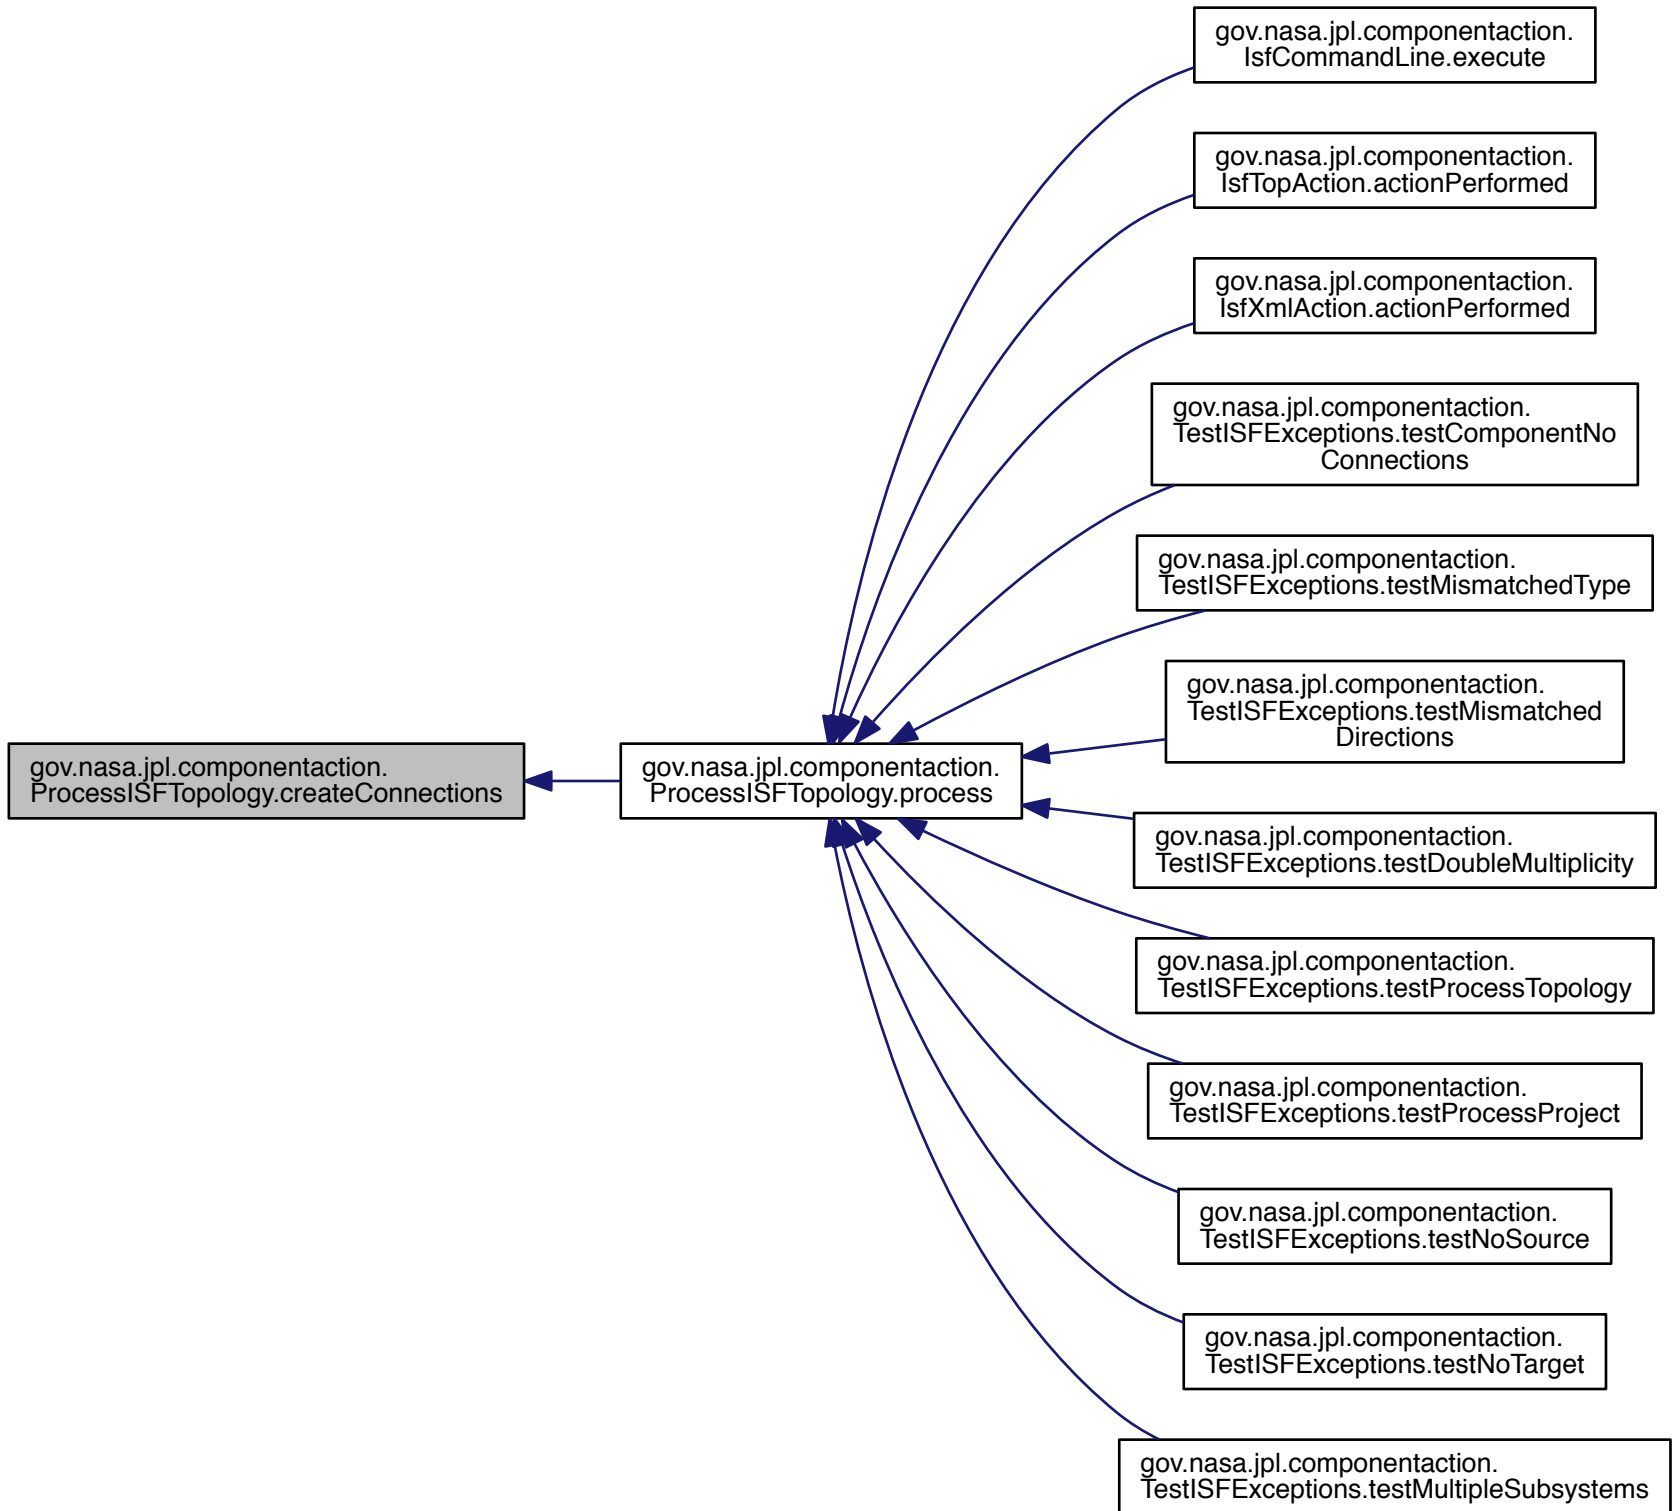 gov.nasa.jpl.componentaction.
IsfCommandLine.execute
gov.nasa.jpl.componentaction.
IsfTopAction.actionPerformed
gov.nasa.jpl.componentaction.
IsfXmlAction.actionPerformed
gov.nasa.jpl.componentaction.
TestISFExceptions.testComponentNo
Connections
gov.nasa.jpl.componentaction.
TestISFExceptions.testMismatchedType
gov.nasa.jpl.componentaction.
TestISFExceptions.testMismatched
Directions
gov.nasa.jpl.componentaction.
ProcessISFTopology.createConnections
gov.nasa.jpl.componentaction.
ProcessISFTopology.process
gov.nasa.jpl.componentaction.
TestISFExceptions.testDoubleMultiplicity
gov.nasa.jpl.componentaction.
TestISFExceptions.testProcessTopology
gov.nasa.jpl.componentaction.
TestISFExceptions.testProcessProject
gov.nasa.jpl.componentaction.
TestISFExceptions.testNoSource
gov.nasa.jpl.componentaction.
TestISFExceptions.testNoTarget
gov.nasa.jpl.componentaction.
TestISFExceptions.testMultipleSubsystems